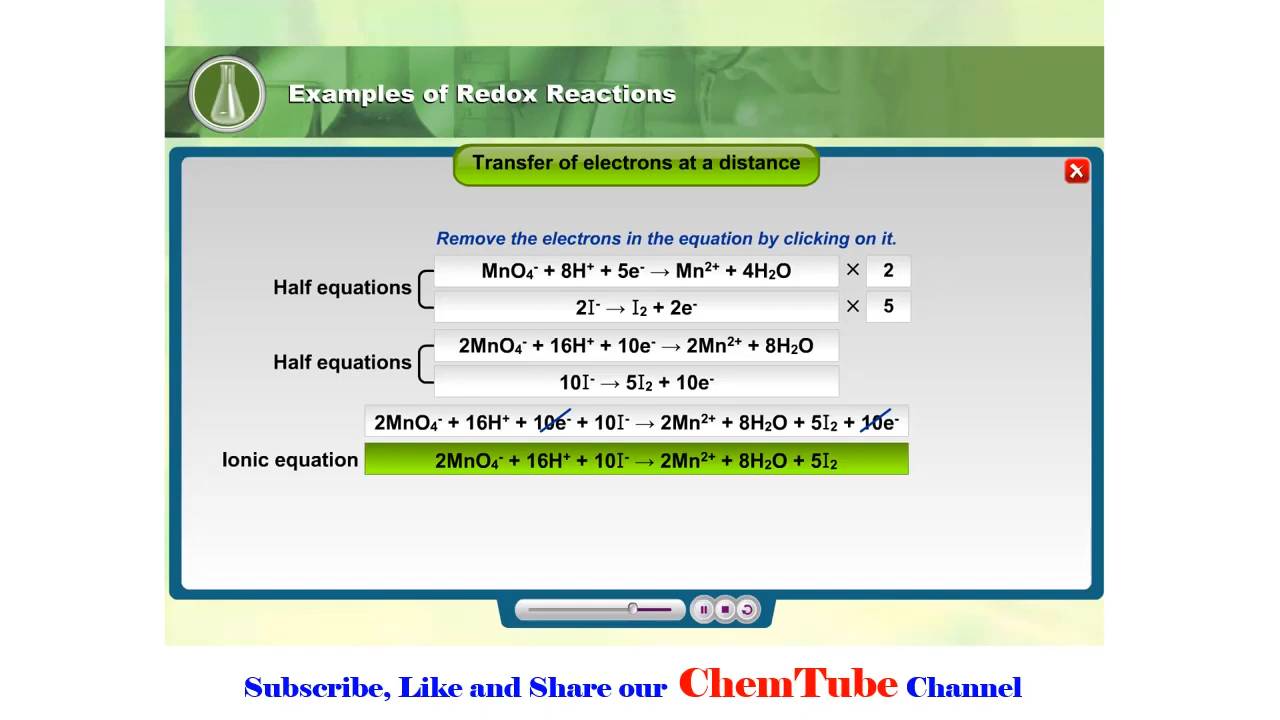 Examples of Redox Reactions
Transfer of electrons at a distance
Remove the electrons in the equation by clicking on it.
Half equations
MnO₄⁻ + 8H⁺ + 5e⁻ → Mn²⁺ + 4H₂O × 2
2I⁻ → I₂ + 2e⁻ × 5
Half equations
2MnO₄⁻ + 16H⁺ + 10e⁻ → 2Mn²⁺ + 8H₂O
10I⁻ → 5I₂ + 10e⁻
2MnO₄⁻ + 16H⁺ + 10e⁻ + 10I⁻ → 2Mn²⁺ + 8H₂O + 5I₂ + 10e⁻
Ionic equation 2MnO₄⁻ + 16H⁺ + 10I⁻ → 2Mn²⁺ + 8H₂O + 5I₂
Subscribe, Like and Share our ChemTube Channel